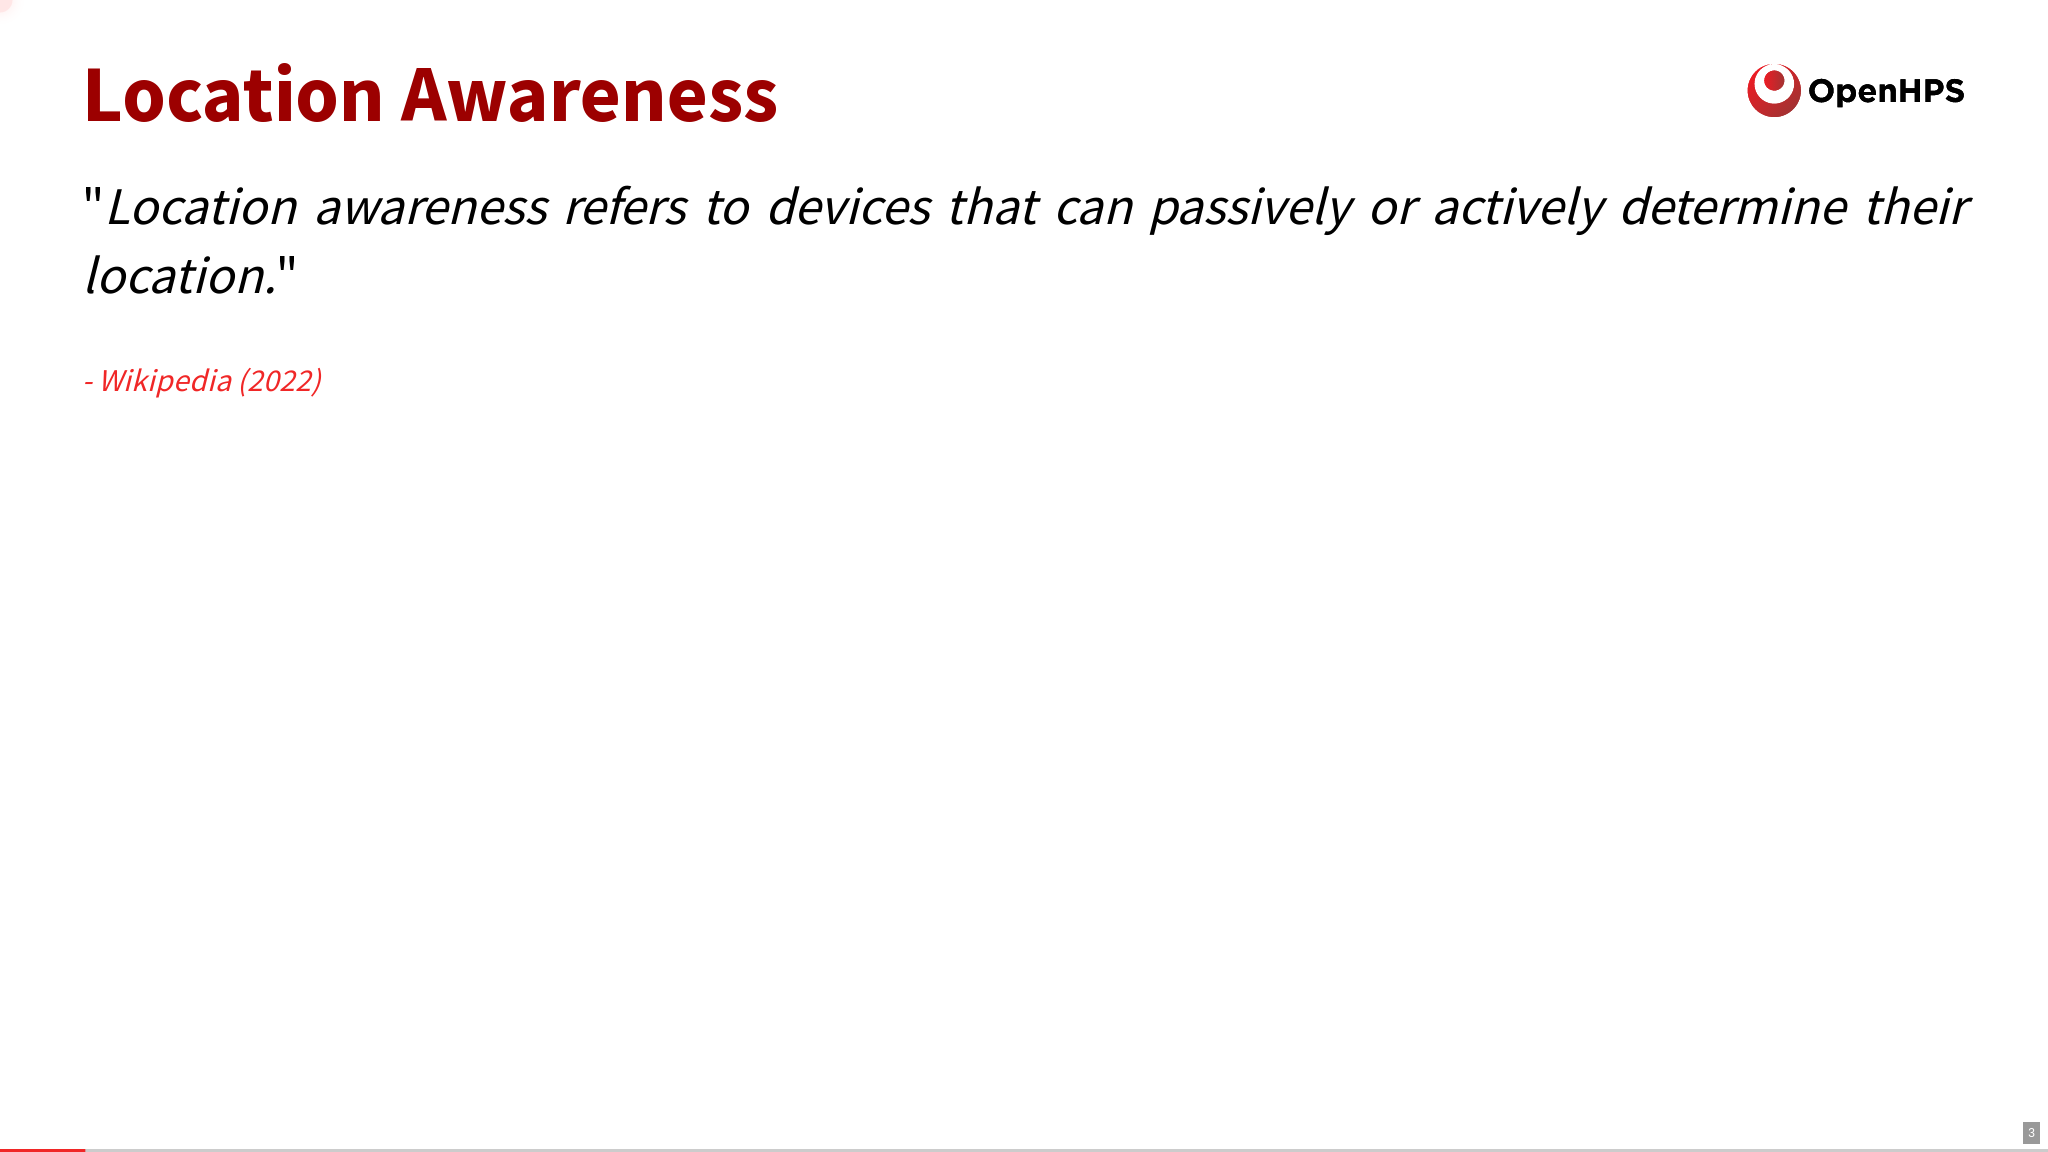 Location Awareness
OpenHPS
"Location awareness refers to devices that can passively or actively determine their
location."
- Wikipedia (2022)
3